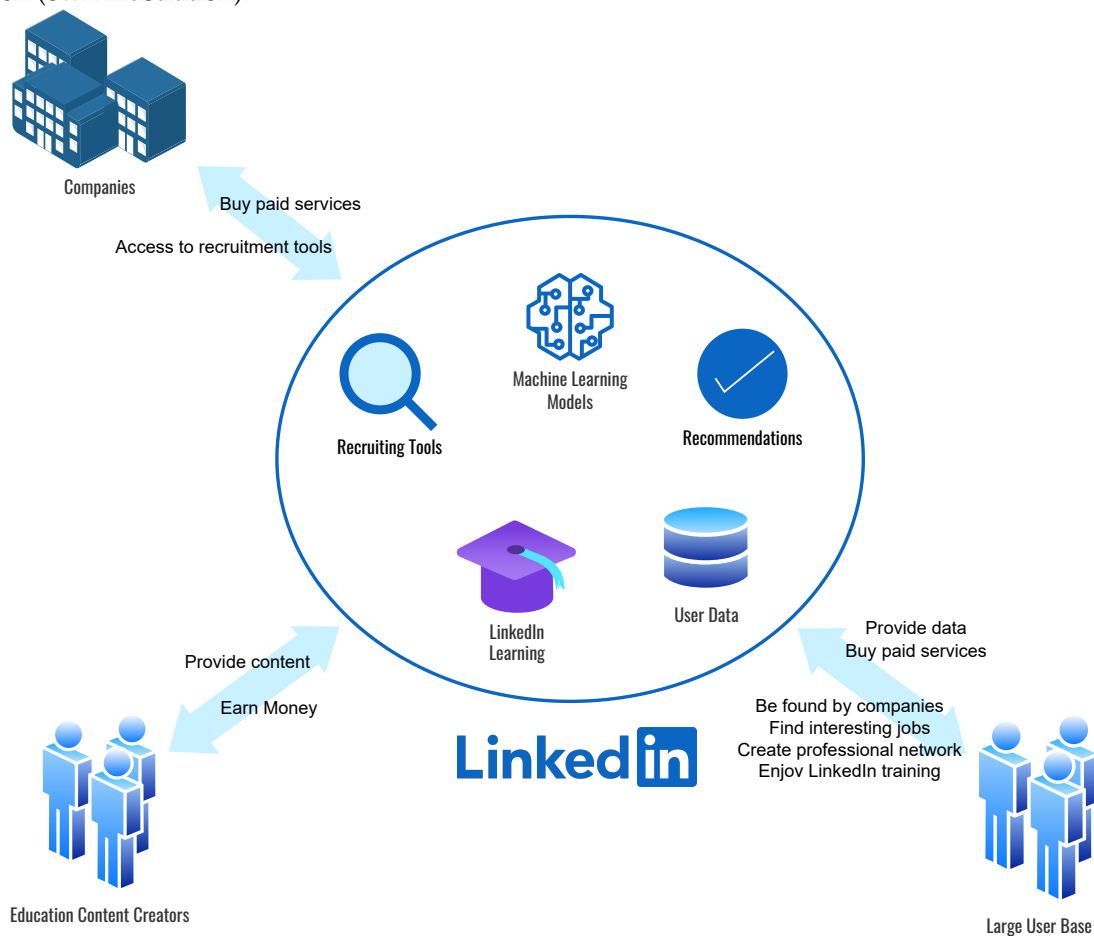 Companies
Buy paid services
Access to recruitment tools
Machine Learning
Models
Recruiting Tools
Recommendations
LinkedIn
Learning
User Data
Provide data
Buy paid services
Provide content
Earn Money
Be found by companies
Find interesting jobs
Create professional network
Enjoy LinkedIn training
Linked in
Education Content Creators
Large User Base